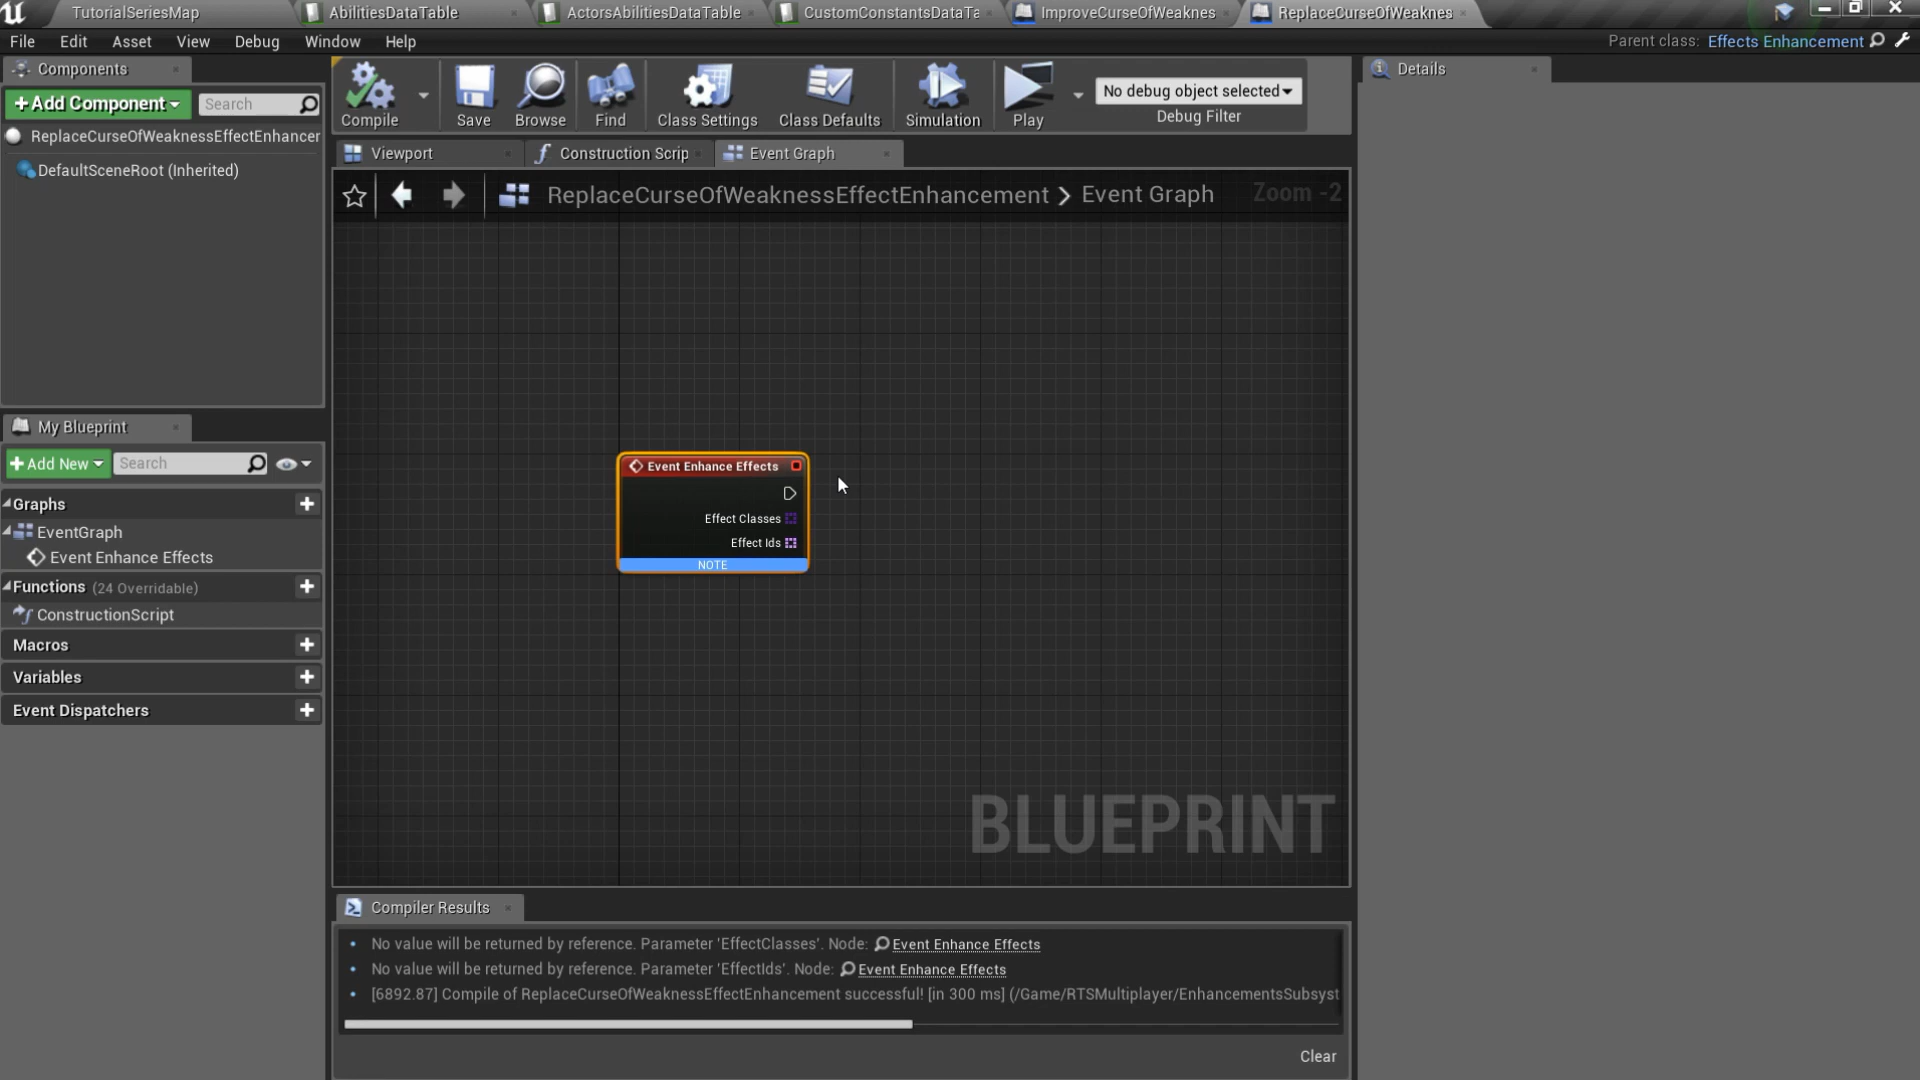 TutorialSeriesMap
AbilitiesDataTable
ActorsAbilitiesDataTable
CustomConstantsDataTa
ImproveCurseOfWeaknes
ReplaceCurseOfWeaknes
File Edit Asset View Debug Window Help
Parent class: Effects Enhancement
Components
+Add Component
Search
ReplaceCurseOfWeaknessEffectEnhancer
DefaultSceneRoot (Inherited)
Compile
Save
Browse
Find
Class Settings
Class Defaults
Simulation
Play
No debug object selected
Debug Filter
Details
Viewport
Construction Scrip
Event Graph
ReplaceCurseOfWeaknessEffectEnhancement > Event Graph
Zoom -2
My Blueprint
+Add New
Search
Graphs
EventGraph
Event Enhance Effects
Functions (24 Overridable)
ConstructionScript
Macros
Variables
Event Dispatchers
Event Enhance Effects
Effect Classes
Effect Ids
NOTE
BLUEPRINT
Compiler Results
• No value will be returned by reference. Parameter 'EffectClasses'. Node: Event Enhance Effects
• No value will be returned by reference. Parameter 'EffectIds'. Node: Event Enhance Effects
• [6892.87] Compile of ReplaceCurseOfWeaknessEffectEnhancement successful! [in 300 ms] (/Game/RTSMultiplayer/EnhancementsSubsyst
Clear